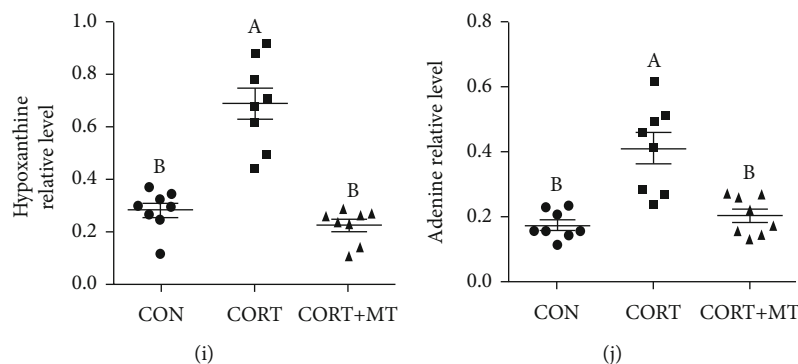 Hypoxanthine
relative level
1.0
0.8
0.6
0.4
0.2
0.0
B
A
B
CON
CORT
CORT+MT
(i)
Adenine relative level
0.8
0.6
0.4
0.2
0.0
B
A
B
CON
CORT
CORT+MT
(j)